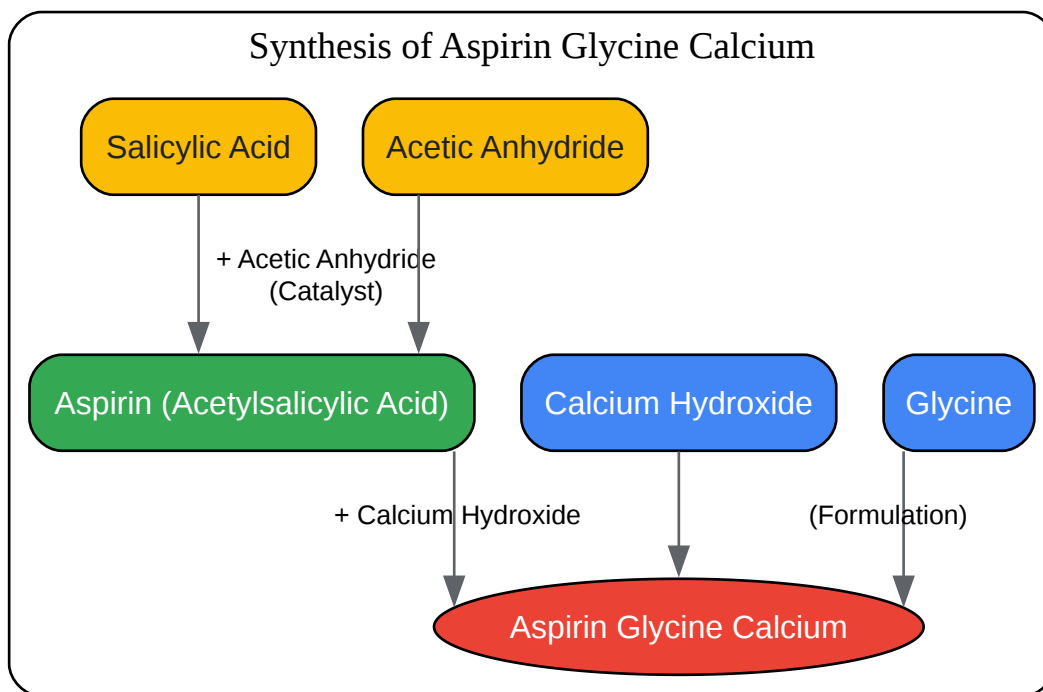 Synthesis of Aspirin Glycine Calcium
Salicylic Acid
Acetic Anhydride
+ Acetic Anhydride
(Catalyst)
Aspirin (Acetylsalicylic Acid)
Calcium Hydroxide
Glycine
+ Calcium Hydroxide
(Formulation)
Aspirin Glycine Calcium